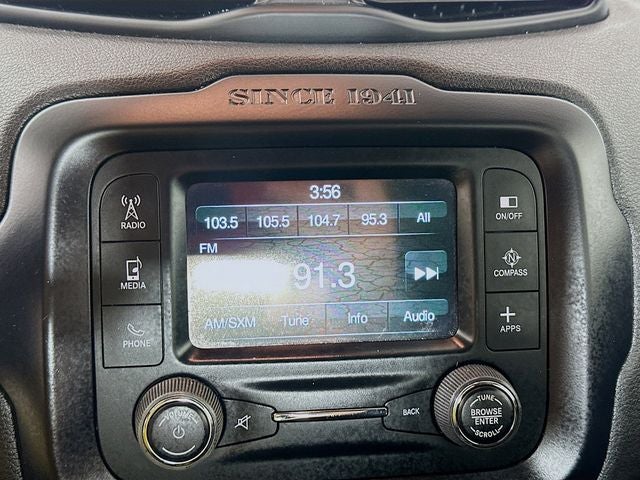 SINCE 1941
RADIO
MEDIA
PHONE
3:56
103.5 105.5 104.7 95.3 All
FM
91.3
AM/SXM Tune Info Audio
ON/OFF
N
COMPASS
APPS
VOLUME
BACK
TUNE
BROWSE
ENTER
SCROLL